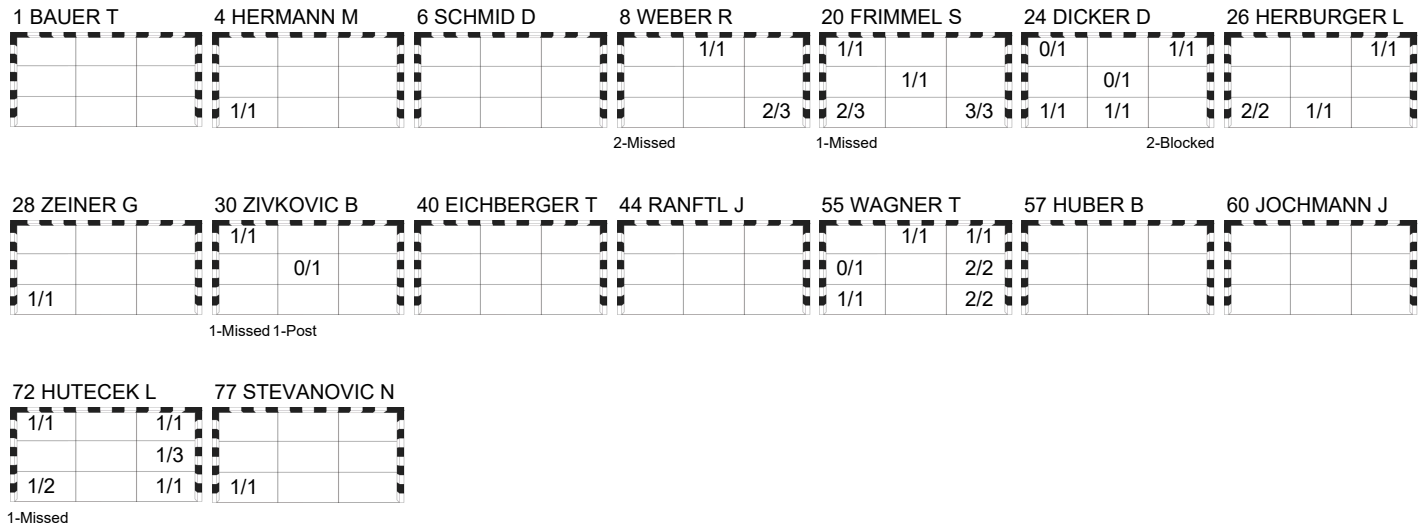 1 BAUER T 4 HERMANN M 6 SCHMID D 8 WEBER R 20 FRIMMEL S 24 DICKER D 26 HERBURGER L
1/1 1/1 0/1 1/1 1/1
1/1 0/1
1/1 2/3 2/3 3/3 1/1 1/1 2/2 1/1
2-Missed 1-Missed 2-Blocked
28 ZEINER G 30 ZIVKOVIC B 40 EICHBERGER T 44 RANFTL J 55 WAGNER T 57 HUBER B 60 JOCHMANN J
1/1 1/1 1/1
0/1 0/1 2/2
1/1 1/1 2/2
1-Missed 1-Post
72 HUTECEK L 77 STEVANOVIC N
1/1 1/1
1/3
1/2 1/1 1/1
1-Missed